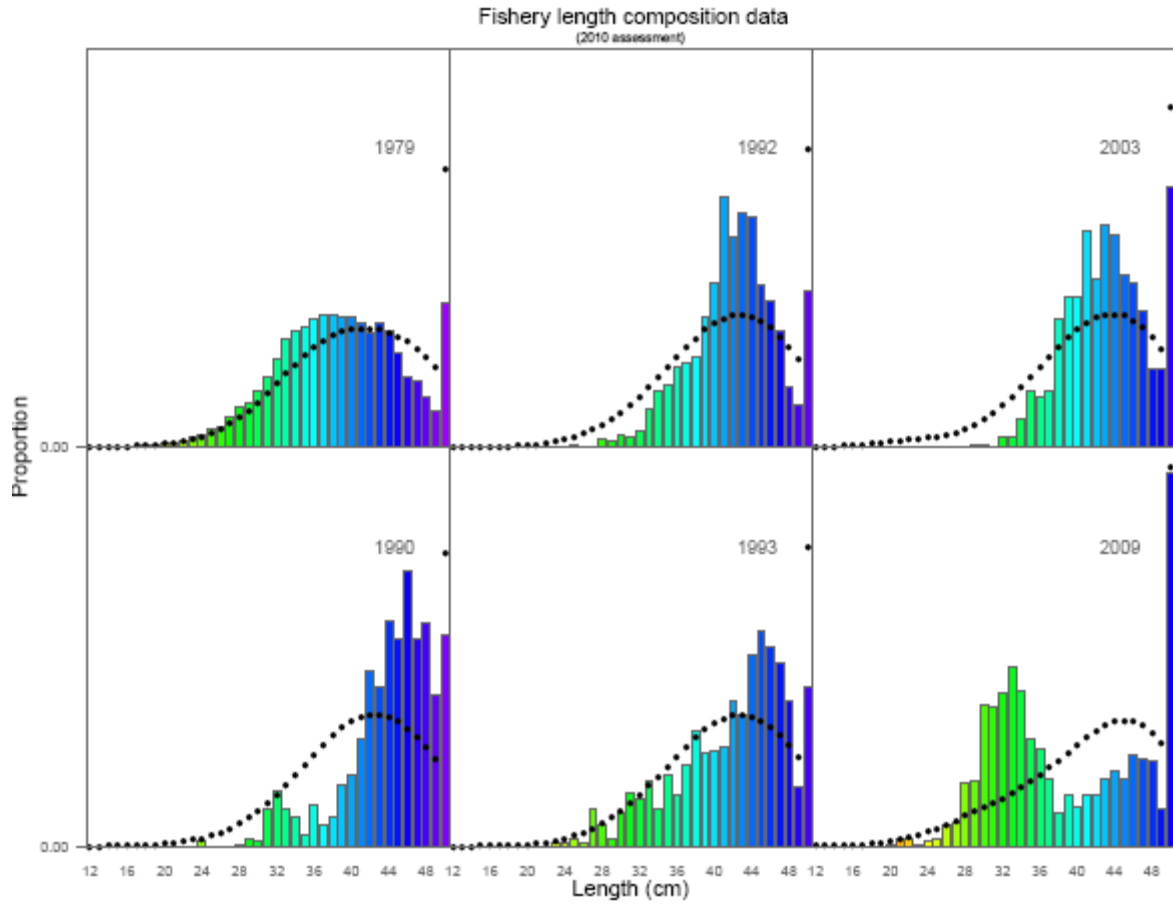 Fishery length composition data
(2010 assessment)
1979
1992
2003
0.00
Proportion
1990
1993
2009
0.00
12 16 20 24 28 32 36 40 44 48 12 16 20 24 28 32 36 40 44 48 12 16 20 24 28 32 36 40 44 48
Length (cm)